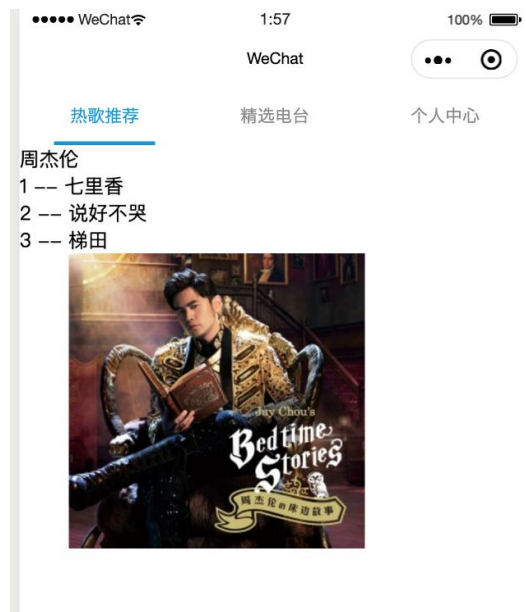 ●●●●● WeChat 1:57 100%
WeChat
热歌推荐 精选电台 个人中心
周杰伦
1 -- 七里香
2 -- 说好不哭
3 -- 梯田
Jay Chou's
Bedtime
Stories
周杰伦的床边故事